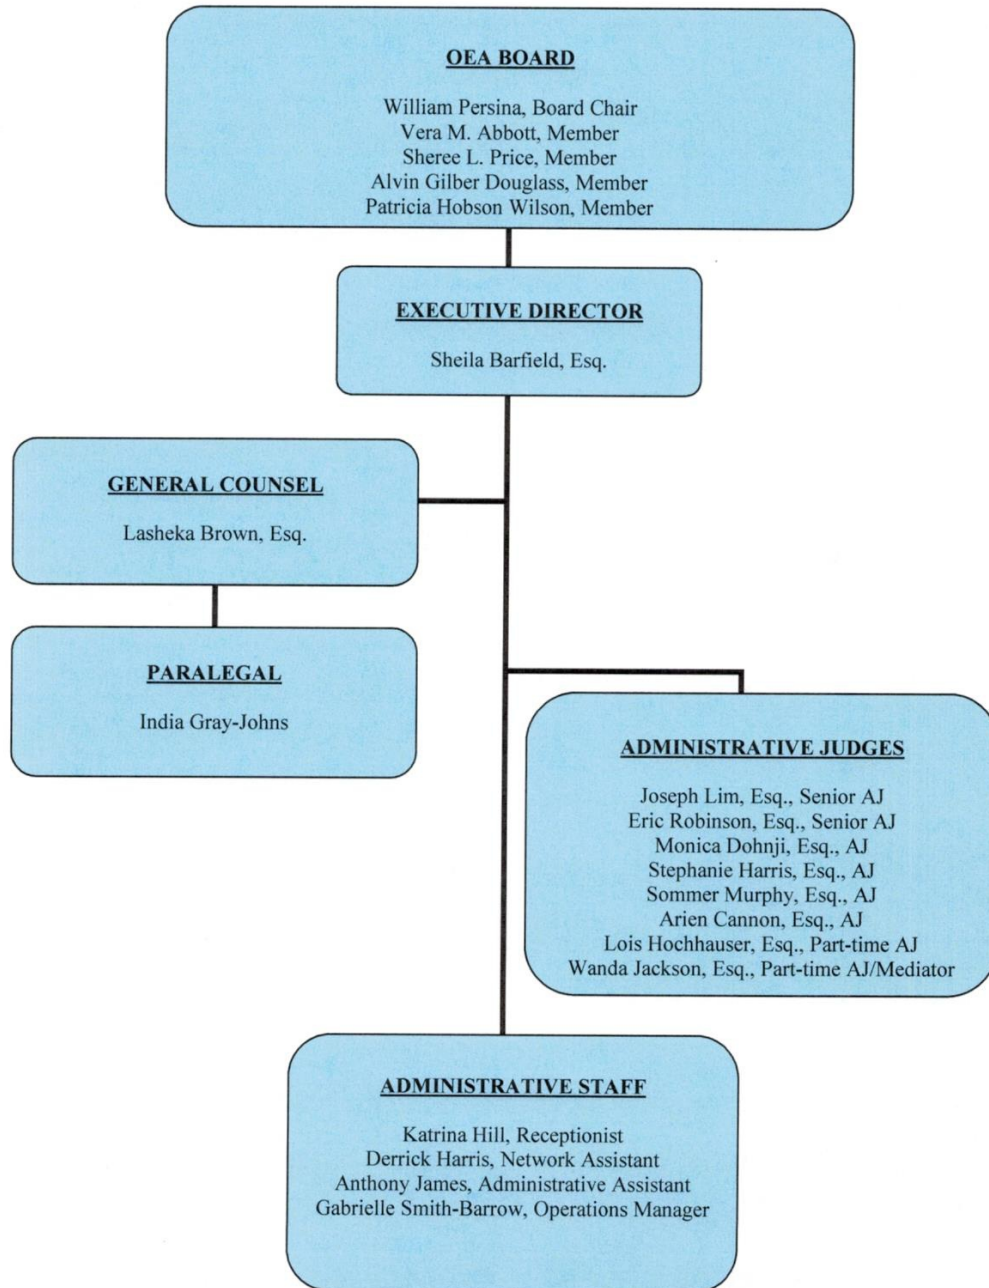 OEA BOARD
William Persina, Board Chair
Vera M. Abbott, Member
Sheree L. Price, Member
Alvin Gilber Douglass, Member
Patricia Hobson Wilson, Member
EXECUTIVE DIRECTOR
Sheila Barfield, Esq.
GENERAL COUNSEL
Lasheka Brown, Esq.
PARALEGAL
India Gray-Johns
ADMINISTRATIVE JUDGES
Joseph Lim, Esq., Senior AJ
Eric Robinson, Esq., Senior AJ
Monica Dohnji, Esq., AJ
Stephanie Harris, Esq., AJ
Sommer Murphy, Esq., AJ
Arien Cannon, Esq., AJ
Lois Hochhauser, Esq., Part-time AJ
Wanda Jackson, Esq., Part-time AJ/Mediator
ADMINISTRATIVE STAFF
Katrina Hill, Receptionist
Derrick Harris, Network Assistant
Anthony James, Administrative Assistant
Gabrielle Smith-Barrow, Operations Manager